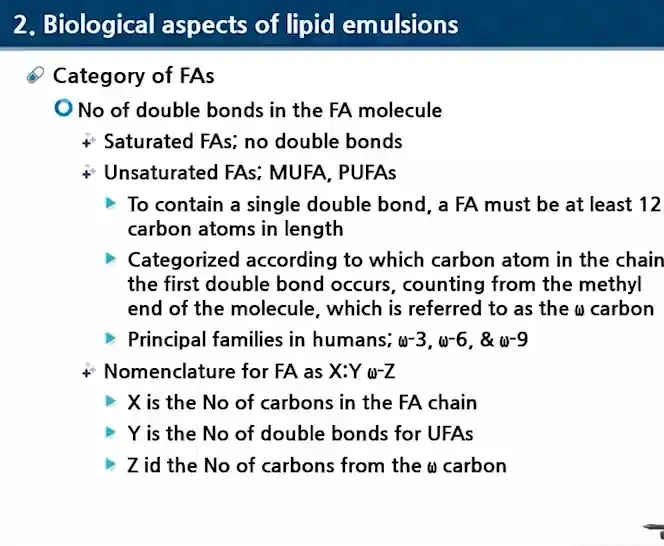 2. Biological aspects of lipid emulsions
Category of FAs
No of double bonds in the FA molecule
Saturated FAs; no double bonds
Unsaturated FAs; MUFA, PUFAs
To contain a single double bond, a FA must be at least 12
carbon atoms in length
Categorized according to which carbon atom in the chain
the first double bond occurs, counting from the methyl
end of the molecule, which is referred to as the ω carbon
Principal families in humans; ω-3, ω-6, & ω-9
Nomenclature for FA as X:Y ω-Z
X is the No of carbons in the FA chain
Y is the No of double bonds for UFAs
Z id the No of carbons from the ω carbon